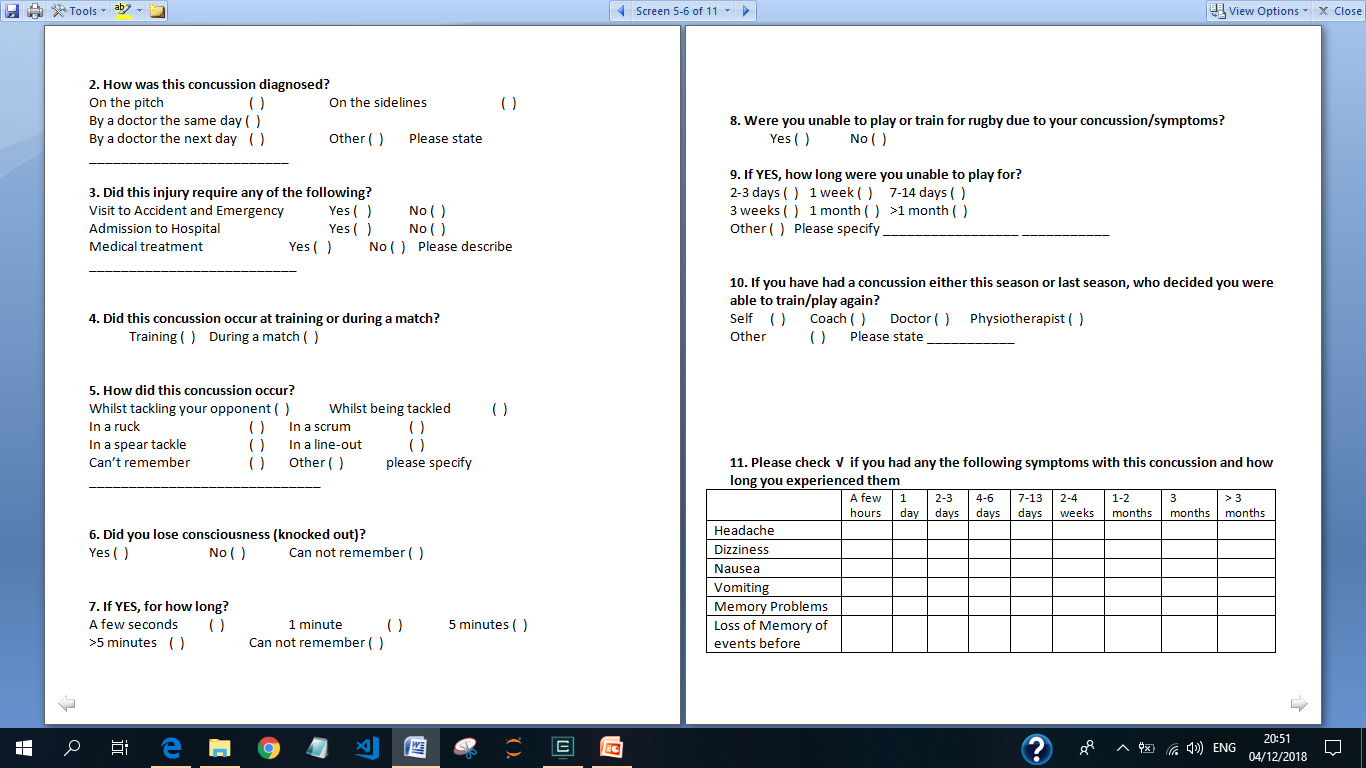 Tools
Screen 5-6 of 11
View Options
Close
2. How was this concussion diagnosed?
On the pitch ( ) On the sidelines ( )
By a doctor the same day ( )
By a doctor the next day ( ) Other ( ) Please state
__________________________
3. Did this injury require any of the following?
Visit to Accident and Emergency Yes ( ) No ( )
Admission to Hospital Yes ( ) No ( )
Medical treatment Yes ( ) No ( ) Please describe
___________________________
4. Did this concussion occur at training or during a match?
Training ( ) During a match ( )
5. How did this concussion occur?
Whilst tackling your opponent ( ) Whilst being tackled ( )
In a ruck ( ) In a scrum ( )
In a spear tackle ( ) In a line-out ( )
Can't remember ( ) Other ( ) please specify
______________________________
6. Did you lose consciousness (knocked out)?
Yes ( ) No ( ) Can not remember ( )
7. If YES, for how long?
A few seconds ( ) 1 minute ( ) 5 minutes ( )
>5 minutes ( ) Can not remember ( )
8. Were you unable to play or train for rugby due to your concussion/symptoms?
Yes ( ) No ( )
9. If YES, how long were you unable to play for?
2-3 days ( ) 1 week ( ) 7-14 days ( )
3 weeks ( ) 1 month ( ) >1 month ( )
Other ( ) Please specify _________________ ___________
10. If you have had a concussion either this season or last season, who decided you were
able to train/play again?
Self ( ) Coach ( ) Doctor ( ) Physiotherapist ( )
Other ( ) Please state ___________
11. Please check √ if you had any the following symptoms with this concussion and how
long you experienced them
A few hours 1 day 2-3 days 4-6 days 7-13 days 2-4 weeks 1-2 months 3 months > 3 months
Headache
Dizziness
Nausea
Vomiting
Memory Problems
Loss of Memory of
events before
ENG
20:51
04/12/2018